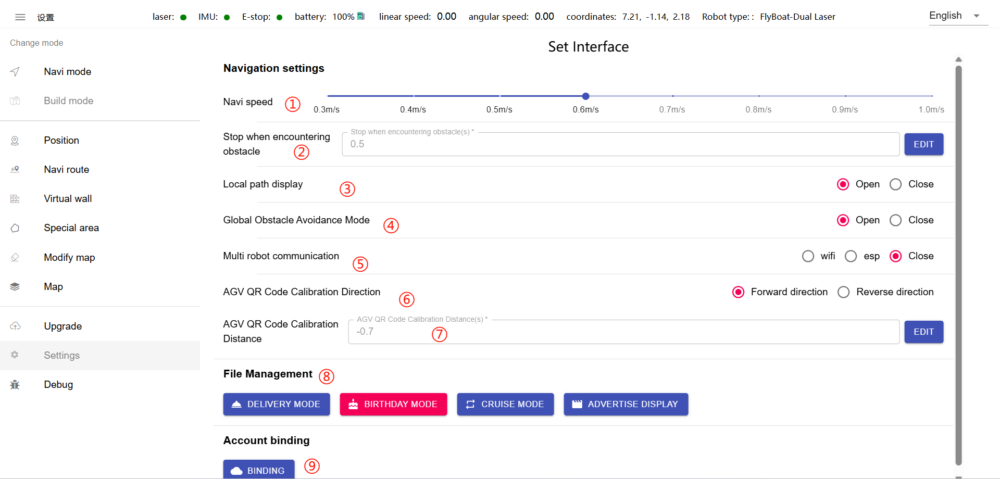 设置
laser: IMU: E-stop: battery: 100% linear speed: 0.00 angular speed: 0.00 coordinates: 7.21, -1.14, 2.18 Robot type: : FlyBoat-Dual Laser
English
Change mode
Navi mode
Build mode
Position
Navi route
Virtual wall
Special area
Modify map
Map
Upgrade
Settings
Debug
Set Interface
Navigation settings
Navi speed ①
0.3m/s 0.4m/s 0.5m/s 0.6m/s 0.7m/s 0.8m/s 0.9m/s 1.0m/s
Stop when encountering
obstacle ②
Stop when encountering obstacle(s) *
0.5
EDIT
Local path display ③ Open Close
Global Obstacle Avoidance Mode ④ Open Close
Multi robot communication ⑤ wifi esp Close
AGV QR Code Calibration Direction ⑥ Forward direction Reverse direction
AGV QR Code Calibration
Distance
AGV QR Code Calibration Distance(s) *
-0.7 ⑦
EDIT
File Management ⑧
DELIVERY MODE BIRTHDAY MODE CRUISE MODE ADVERTISE DISPLAY
Account binding
BINDING ⑨